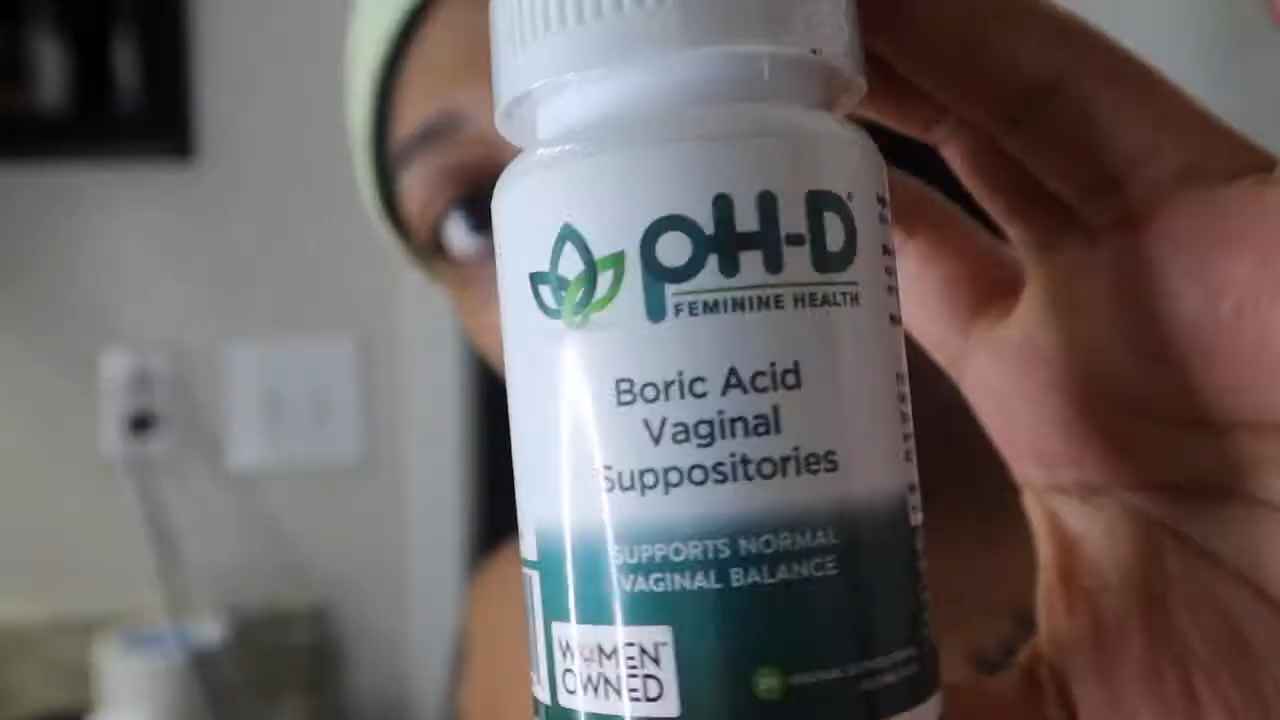 pH-D®
FEMININE HEALTH
Boric Acid
Vaginal
Suppositories
SUPPORTS NORMAL
VAGINAL BALANCE
WOMEN
OWNED